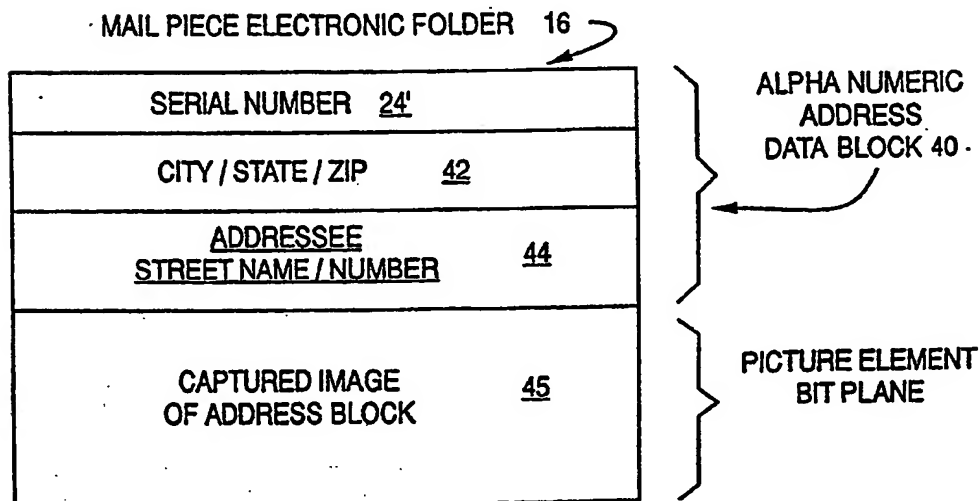 MAIL PIECE ELECTRONIC FOLDER 16
SERIAL NUMBER 24'
CITY / STATE / ZIP 42
ADDRESSEE
STREET NAME / NUMBER 44
CAPTURED IMAGE
OF ADDRESS BLOCK 45
ALPHA NUMERIC
ADDRESS
DATA BLOCK 40
PICTURE ELEMENT
BIT PLANE